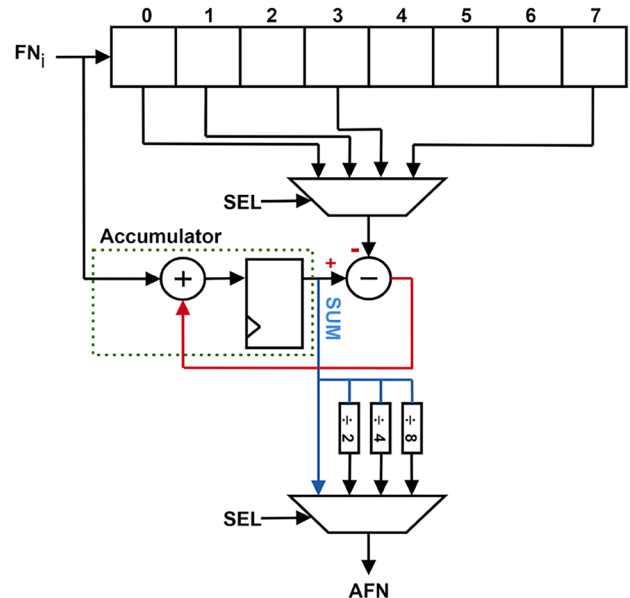 0 1 2 3 4 5 6 7
FNi
SEL
Accumulator
-
+
+
−
SUM
÷ 2
÷ 4
÷ 8
SEL
AFN